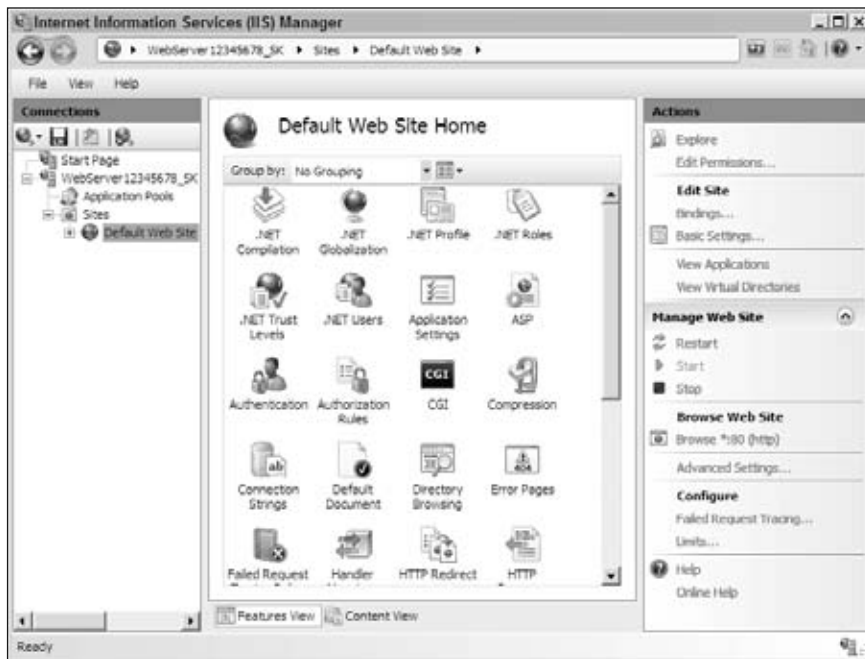 Internet Information Services (IIS) Manager
WebServer12345678_SK Sites Default Web Site
File View Help
Connections
Start Page
WebServer12345678_SK
Application Pools
Sites
Default Web Site
Default Web Site Home
Group by: No Grouping
.NET Compilation
.NET Globalization
.NET Profile
.NET Roles
.NET Trust Levels
.NET Users
Application Settings
ASP
Authentication
Authorization Rules
CGI
CGI
Compression
ab
Connection Strings
Default Document
Directory Browsing
404
Error Pages
Failed Request
Handler
HTTP Redirect
HTTP
Features View
Content View
Actions
Explore
Edit Permissions...
Edit Site
Bindings...
Basic Settings...
View Applications
View Virtual Directories
Manage Web Site
Restart
Start
Stop
Browse Web Site
Browse *:80 (http)
Advanced Settings...
Configure
Failed Request Tracing...
Limits...
Help
Online Help
Ready